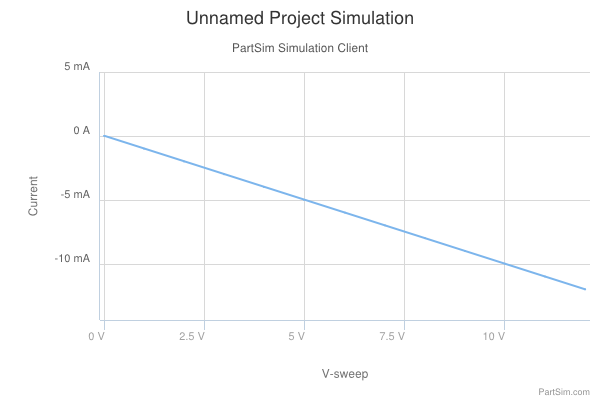 Unnamed Project Simulation
PartSim Simulation Client
5 mA
0 A
-5 mA
-10 mA
Current
0 V 2.5 V 5 V 7.5 V 10 V
V-sweep
PartSim.com